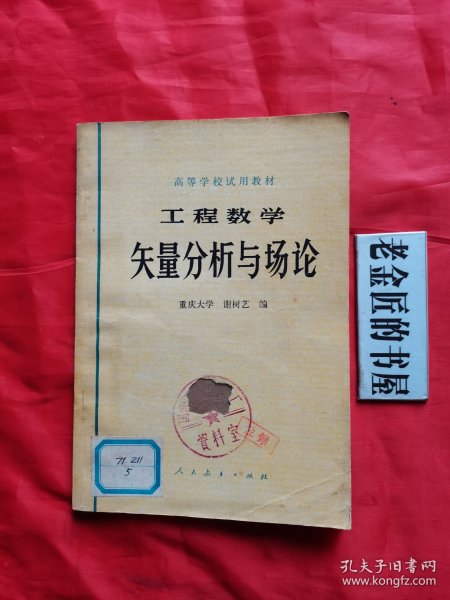 高等学校试用教材
工程数学
矢量分析与场论
重庆大学 谢树艺 编
资料室
注销
71.211
5
人民教育出版社
老金匠的书屋
孔夫子旧书网
www.kongfz.com